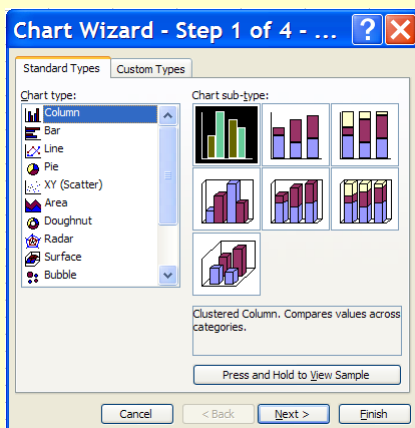 Chart Wizard - Step 1 of 4 - ...
Standard Types
Custom Types
Chart type:
Column
Bar
Line
Pie
XY (Scatter)
Area
Doughnut
Radar
Surface
Bubble
Chart sub-type:
Clustered Column. Compares values across
categories.
Press and Hold to View Sample
Cancel
< Back
Next >
Finish